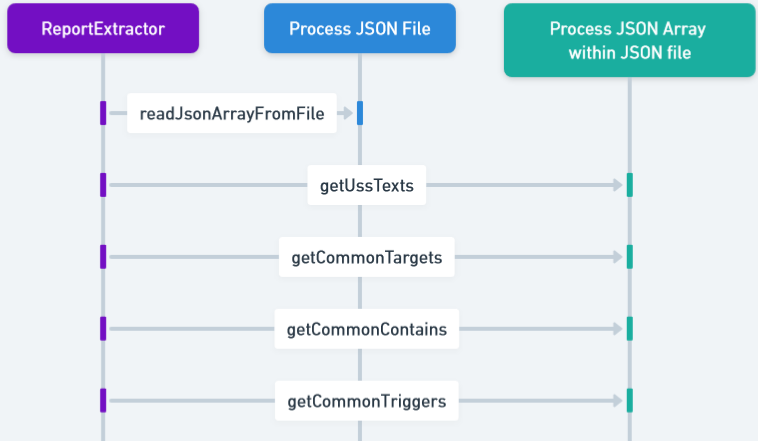 ReportExtractor
Process JSON File
Process JSON Array
within JSON file
readJsonArrayFromFile
getUssTexts
getCommonTargets
getCommonContains
getCommonTriggers